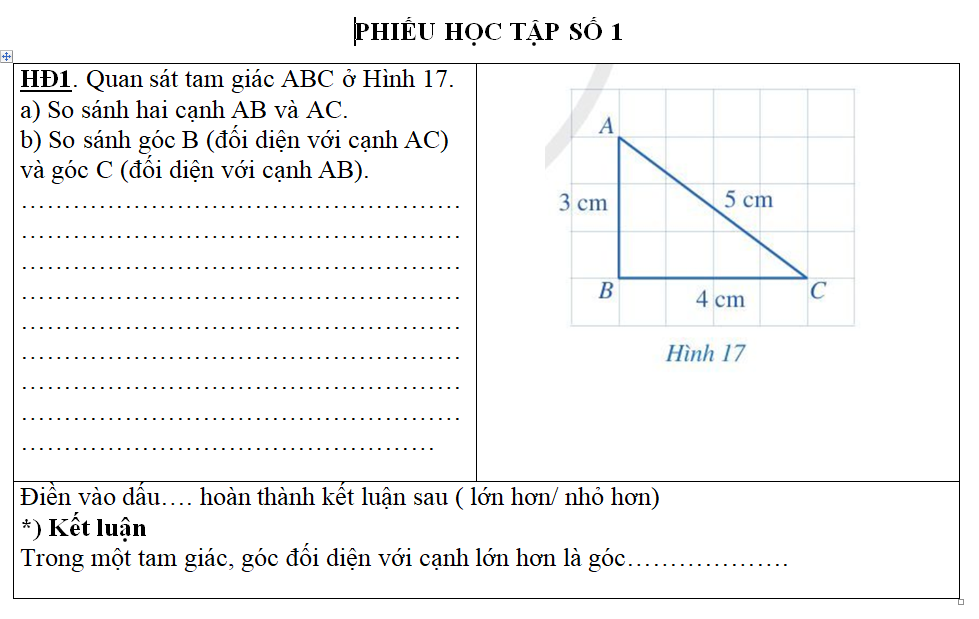 PHIẾU HỌC TẬP SỐ 1
HĐ1. Quan sát tam giác ABC ở Hình 17.
a) So sánh hai cạnh AB và AC.
b) So sánh góc B (đối diện với cạnh AC)
và góc C (đối diện với cạnh AB).
……………………………………………
……………………………………………
……………………………………………
……………………………………………
……………………………………………
……………………………………………
……………………………………………
……………………………………………
…………………………………………
A
3 cm
5 cm
B
4 cm
C
Hình 17
Điền vào dấu…. hoàn thành kết luận sau ( lớn hơn/ nhỏ hơn)
*) Kết luận
Trong một tam giác, góc đối diện với cạnh lớn hơn là góc……………….